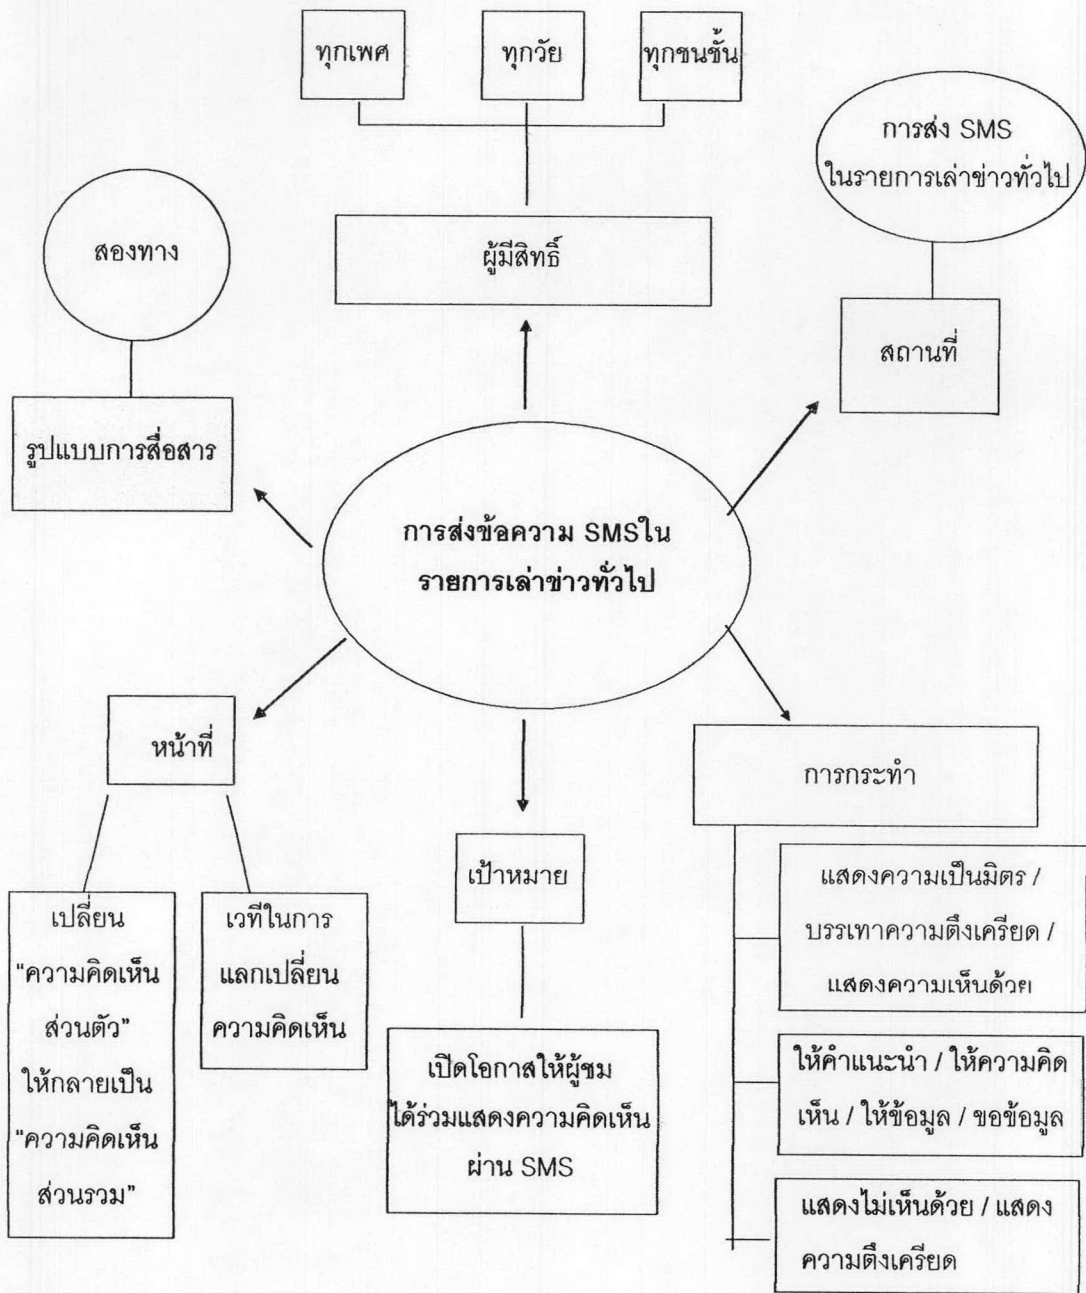 ทุกเพศ
ทุกวัย
ทุกชนชั้น
การส่ง SMS
ในรายการเล่าข่าวทั่วไป
สองทาง
ผู้มีสิทธิ์
สถานที่
รูปแบบการสื่อสาร
การส่งข้อความ SMSใน
รายการเล่าข่าวทั่วไป
หน้าที่
การกระทำ
เป้าหมาย
เปลี่ยน
"ความคิดเห็น
ส่วนตัว"
ให้กลายเป็น
"ความคิดเห็น
ส่วนรวม"
เวทีในการ
แลกเปลี่ยน
ความคิดเห็น
เปิดโอกาสให้ผู้ชม
ได้ร่วมแสดงความคิดเห็น
ผ่าน SMS
แสดงความเป็นมิตร /
บรรเทาความตึงเครียด /
แสดงความเห็นด้วย
ให้คำแนะนำ / ให้ความคิด
เห็น / ให้ข้อมูล / ขอข้อมูล
แสดงไม่เห็นด้วย / แสดง
ความตึงเครียด